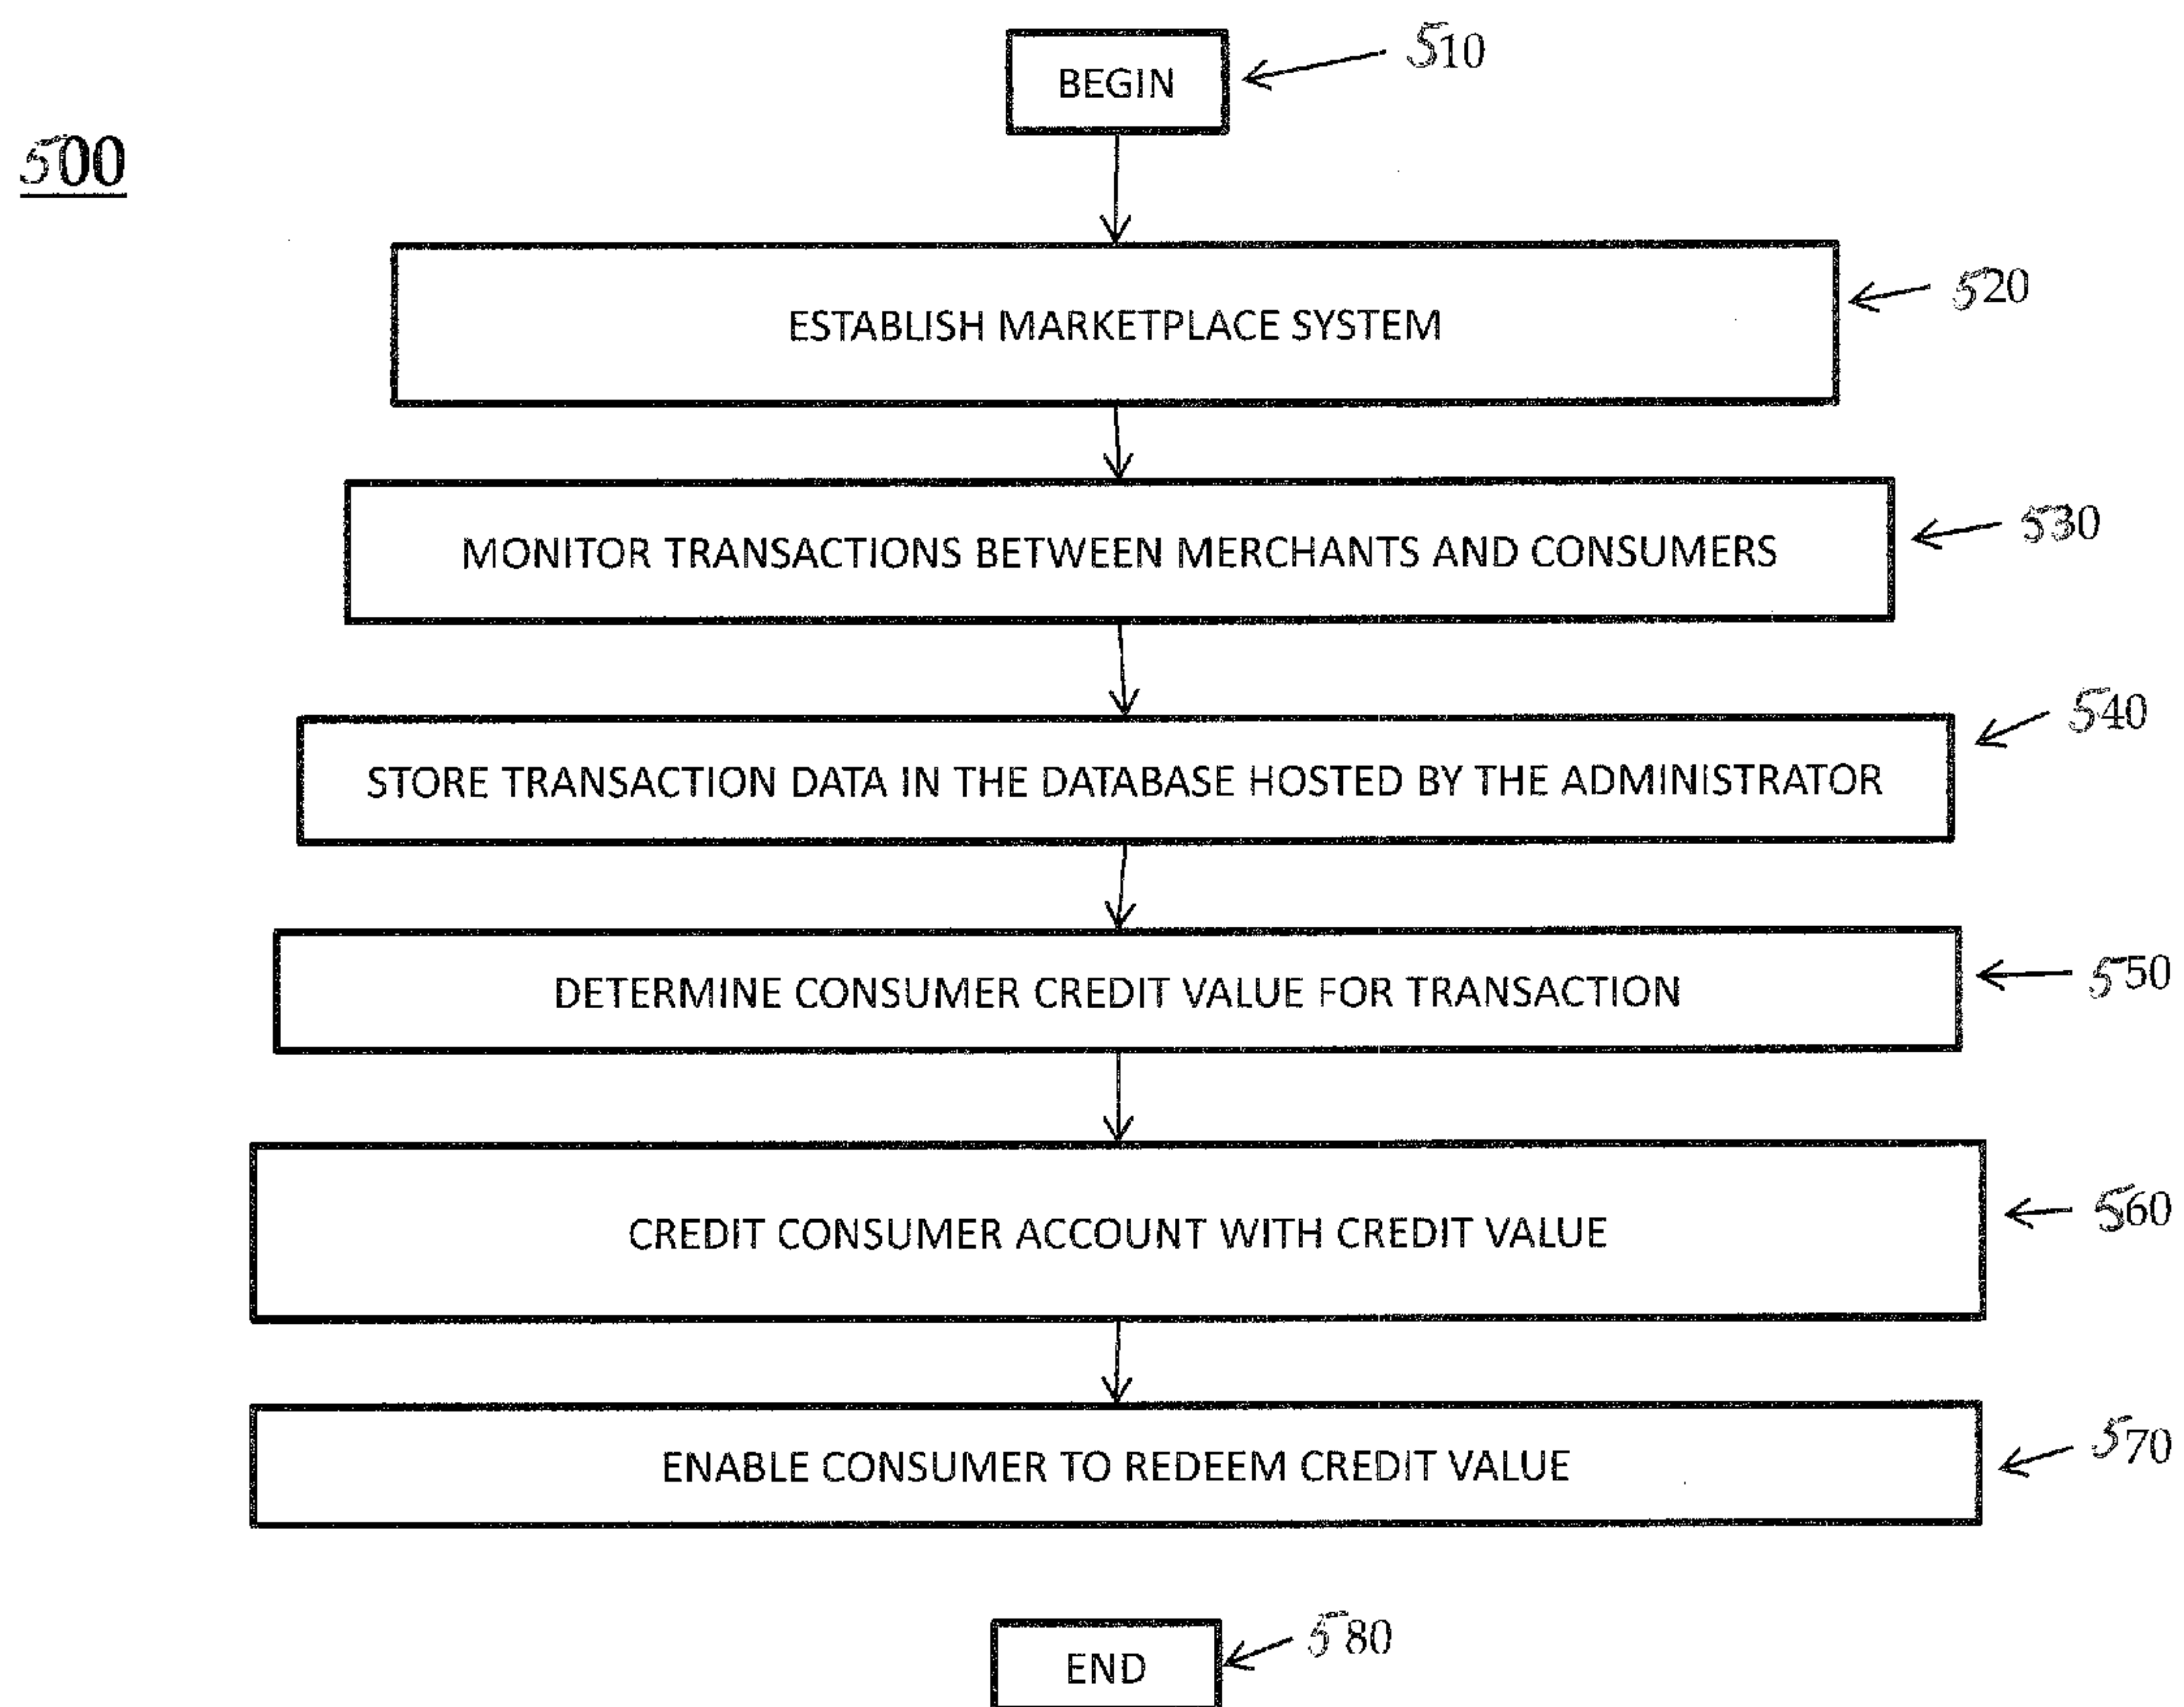 BEGIN
510
500
ESTABLISH MARKETPLACE SYSTEM
520
MONITOR TRANSACTIONS BETWEEN MERCHANTS AND CONSUMERS
530
STORE TRANSACTION DATA IN THE DATABASE HOSTED BY THE ADMINISTRATOR
540
DETERMINE CONSUMER CREDIT VALUE FOR TRANSACTION
550
CREDIT CONSUMER ACCOUNT WITH CREDIT VALUE
560
ENABLE CONSUMER TO REDEEM CREDIT VALUE
570
END
580